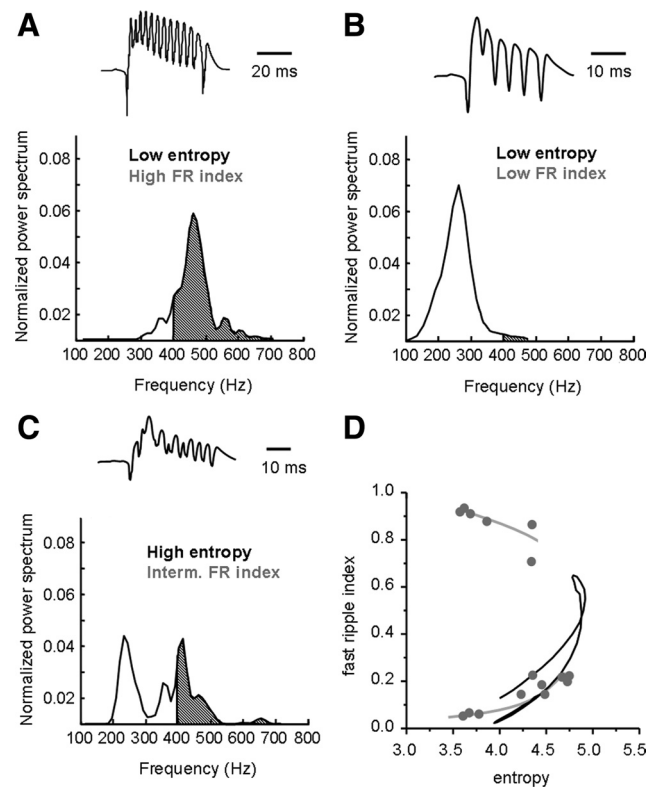 A
20 ms
Normalized power spectrum
0.08
0.06
0.04
0.02
Low entropy
High FR index
100 200 300 400 500 600 700 800
Frequency (Hz)
B
10 ms
Normalized power spectrum
0.08
0.06
0.04
0.02
Low entropy
Low FR index
100 200 300 400 500 600 700 800
Frequency (Hz)
C
10 ms
Normalized power spectrum
0.08
0.06
0.04
0.02
High entropy
Interm. FR index
100 200 300 400 500 600 700 800
Frequency (Hz)
D
fast ripple index
1.0
0.8
0.6
0.4
0.2
0.0
3.0 3.5 4.0 4.5 5.0 5.5
entropy